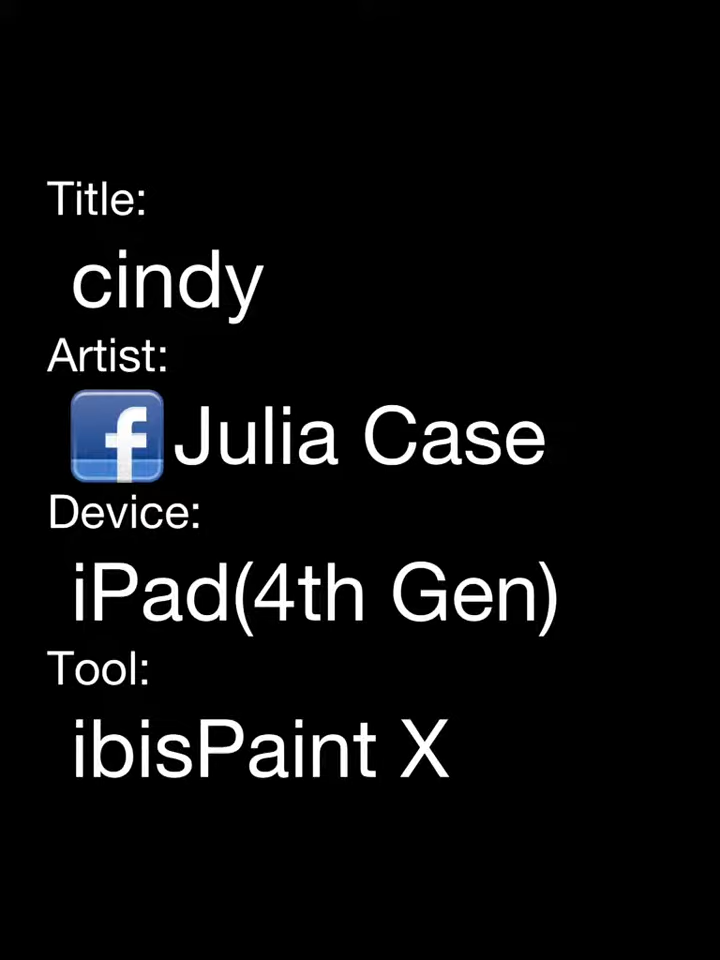 Title:
cindy
Artist:
Julia Case
Device:
iPad(4th Gen)
Tool:
ibisPaint X